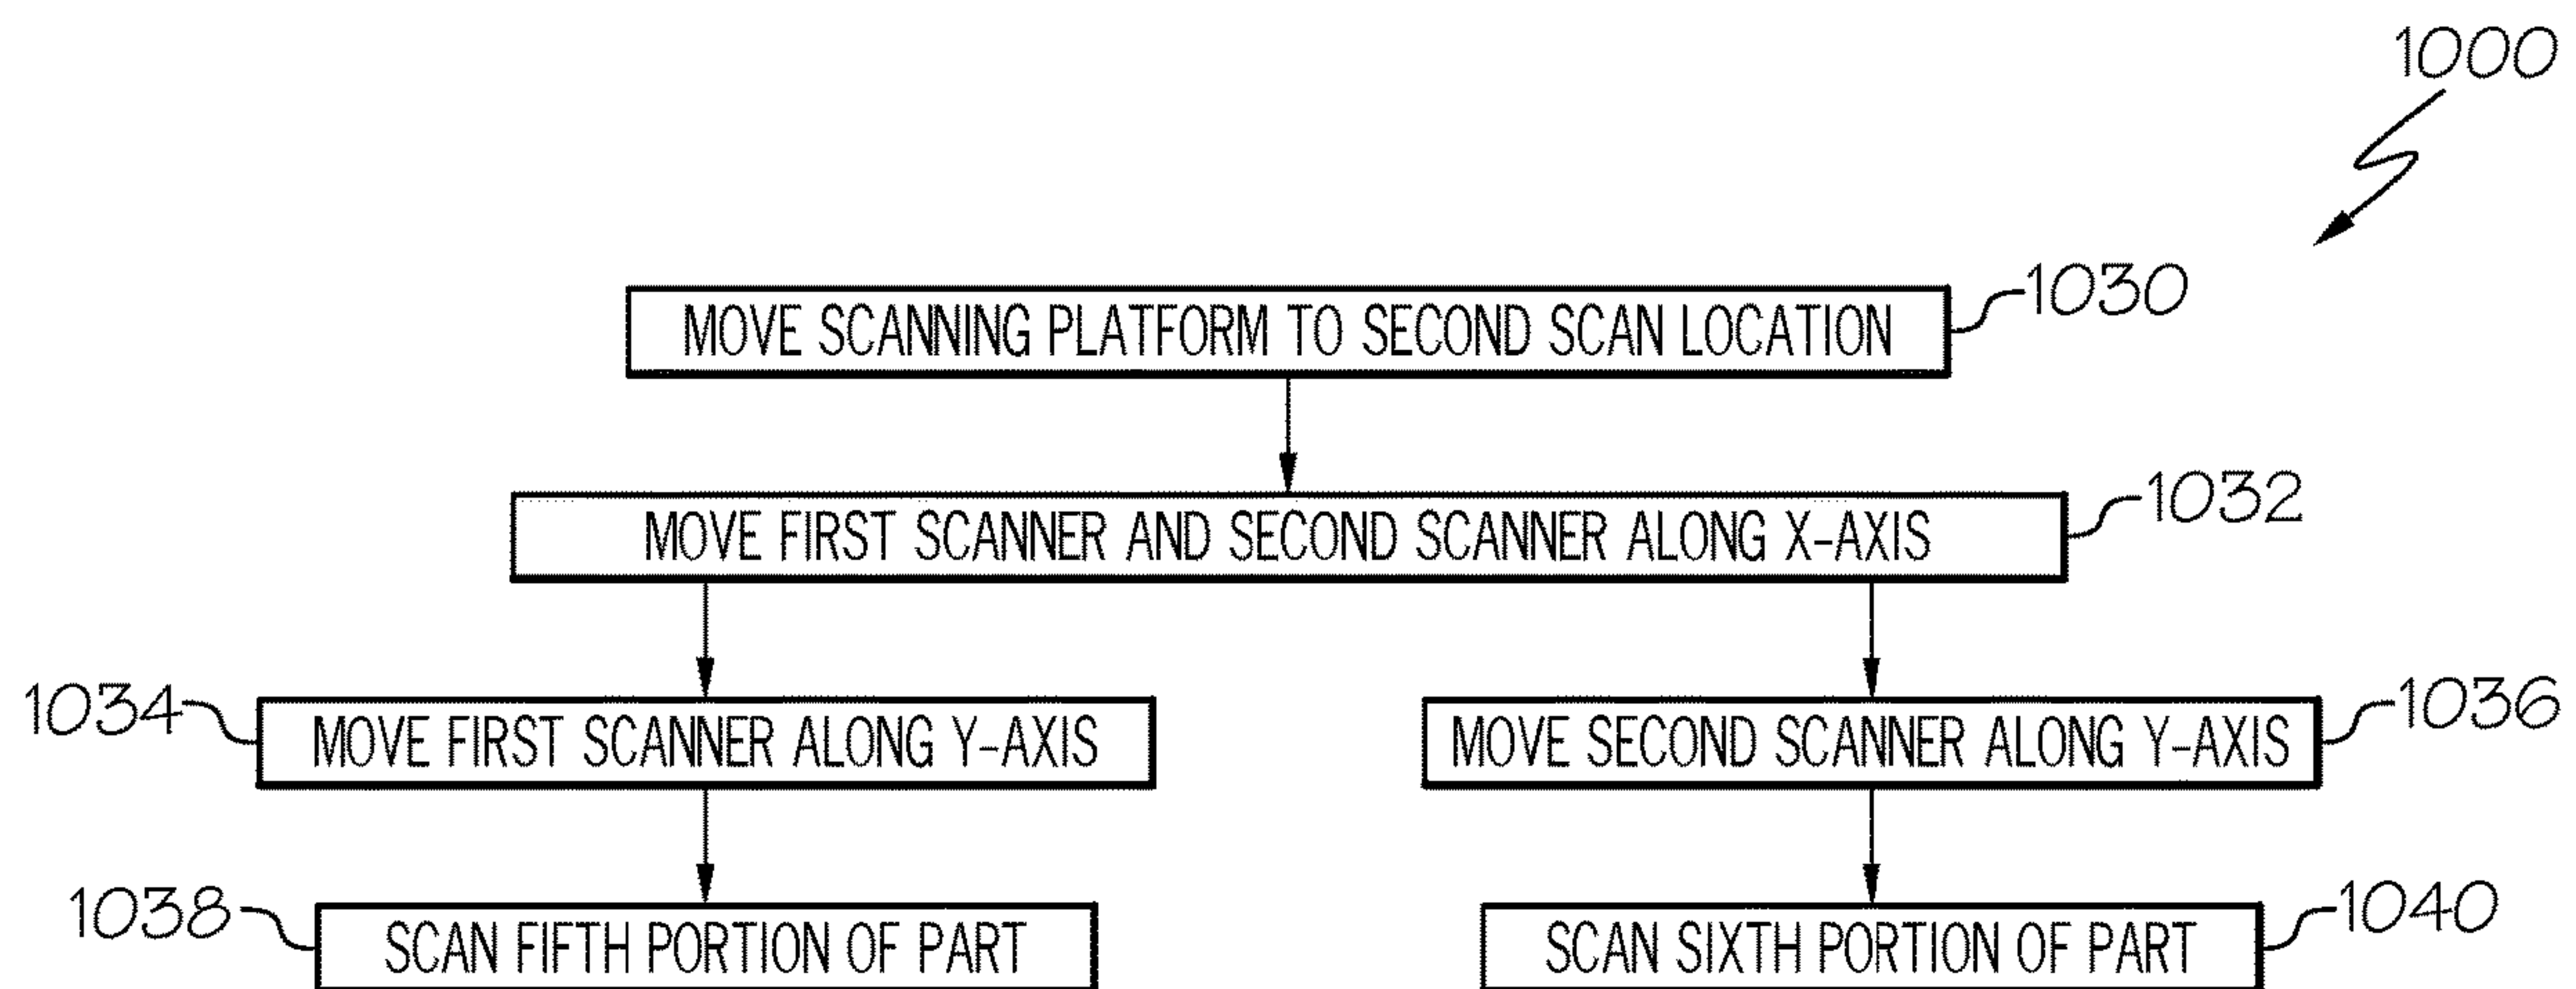 1000
MOVE SCANNING PLATFORM TO SECOND SCAN LOCATION
1030
MOVE FIRST SCANNER AND SECOND SCANNER ALONG X-AXIS
1032
1034
MOVE FIRST SCANNER ALONG Y-AXIS
MOVE SECOND SCANNER ALONG Y-AXIS
1036
1038
SCAN FIFTH PORTION OF PART
SCAN SIXTH PORTION OF PART
1040